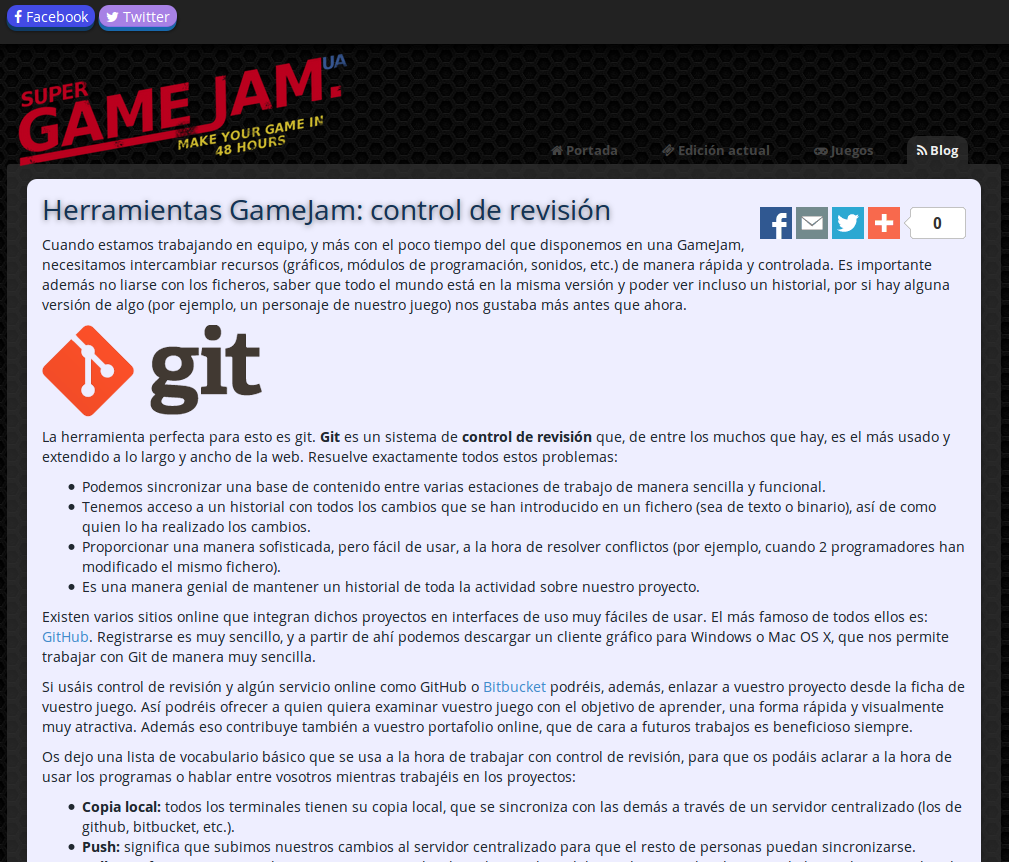 Facebook Twitter
SUPER
GAME JAM.
UA
MAKE YOUR GAME IN
48 HOURS
Portada Edición actual Juegos Blog
Herramientas GameJam: control de revisión
0
Cuando estamos trabajando en equipo, y más con el poco tiempo del que disponemos en una GameJam,
necesitamos intercambiar recursos (gráficos, módulos de programación, sonidos, etc.) de manera rápida y controlada. Es importante
además no liarse con los ficheros, saber que todo el mundo está en la misma versión y poder ver incluso un historial, por si hay alguna
versión de algo (por ejemplo, un personaje de nuestro juego) nos gustaba más antes que ahora.
git
La herramienta perfecta para esto es git. Git es un sistema de control de revisión que, de entre los muchos que hay, es el más usado y
extendido a lo largo y ancho de la web. Resuelve exactamente todos estos problemas:
• Podemos sincronizar una base de contenido entre varias estaciones de trabajo de manera sencilla y funcional.
• Tenemos acceso a un historial con todos los cambios que se han introducido en un fichero (sea de texto o binario), así de como
quien lo ha realizado los cambios.
• Proporcionar una manera sofisticada, pero fácil de usar, a la hora de resolver conflictos (por ejemplo, cuando 2 programadores han
modificado el mismo fichero).
• Es una manera genial de mantener un historial de toda la actividad sobre nuestro proyecto.
Existen varios sitios online que integran dichos proyectos en interfaces de uso muy fáciles de usar. El más famoso de todos ellos es:
GitHub. Registrarse es muy sencillo, y a partir de ahí podemos descargar un cliente gráfico para Windows o Mac OS X, que nos permite
trabajar con Git de manera muy sencilla.
Si usáis control de revisión y algún servicio online como GitHub o Bitbucket podréis, además, enlazar a vuestro proyecto desde la ficha de
vuestro juego. Así podréis ofrecer a quien quiera examinar vuestro juego con el objetivo de aprender, una forma rápida y visualmente
muy atractiva. Además eso contribuye también a vuestro portafolio online, que de cara a futuros trabajos es beneficioso siempre.
Os dejo una lista de vocabulario básico que se usa a la hora de trabajar con control de revisión, para que os podáis aclarar a la hora de
usar los programas o hablar entre vosotros mientras trabajéis en los proyectos:
• Copia local: todos los terminales tienen su copia local, que se sincroniza con las demás a través de un servidor centralizado (los de
github, bitbucket, etc.).
• Push: significa que subimos nuestros cambios al servidor centralizado para que el resto de personas puedan sincronizarse.